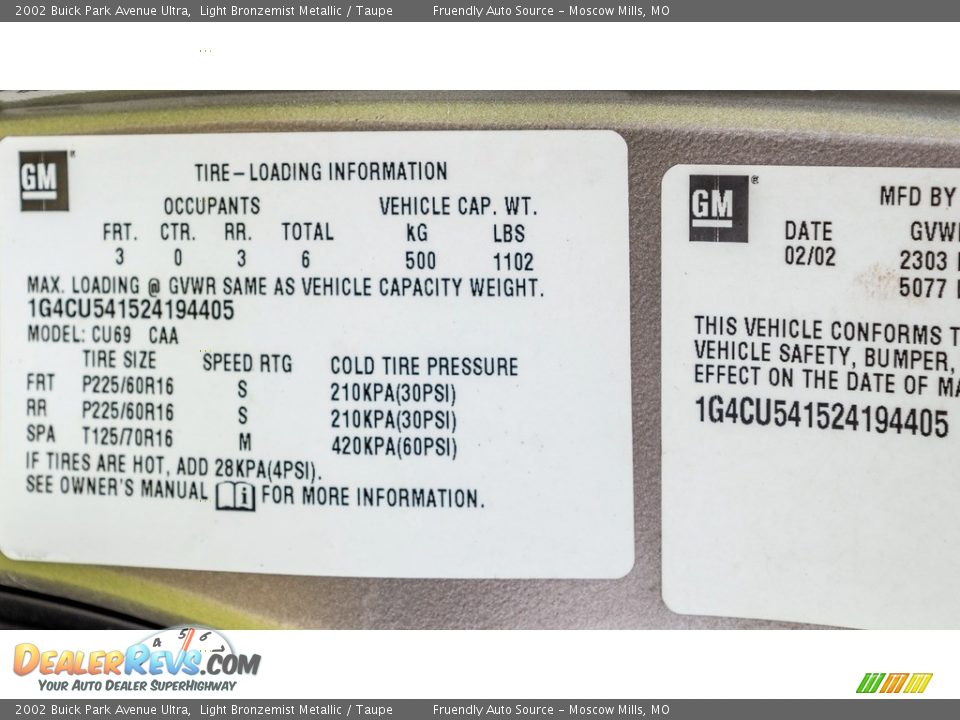 2002 Buick Park Avenue Ultra, Light Bronzemist Metallic / Taupe Fruendly Auto Source - Moscow Mills, MO
GM
TIRE-LOADING INFORMATION
OCCUPANTS VEHICLE CAP. WT.
FRT. CTR. RR. TOTAL KG LBS
3 0 3 6 500 1102
MAX. LOADING @ GVWR SAME AS VEHICLE CAPACITY WEIGHT.
1G4CU541524194405
MODEL: CU69 CAA
TIRE SIZE SPEED RTG COLD TIRE PRESSURE
FRT P225/60R16 S 210KPA(30PSI)
RR P225/60R16 S 210KPA(30PSI)
SPA T125/70R16 M 420KPA(60PSI)
IF TIRES ARE HOT, ADD 28KPA(4PSI).
SEE OWNER'S MANUAL FOR MORE INFORMATION.
GM
MFD BY
DATE GVW
02/02 2303
5077
THIS VEHICLE CONFORMS T
VEHICLE SAFETY, BUMPER,
EFFECT ON THE DATE OF MA
1G4CU541524194405
4 5 6
DEALERREVS.COM
YOUR AUTO DEALER SUPERHIGHWAY
2002 Buick Park Avenue Ultra, Light Bronzemist Metallic / Taupe Fruendly Auto Source - Moscow Mills, MO